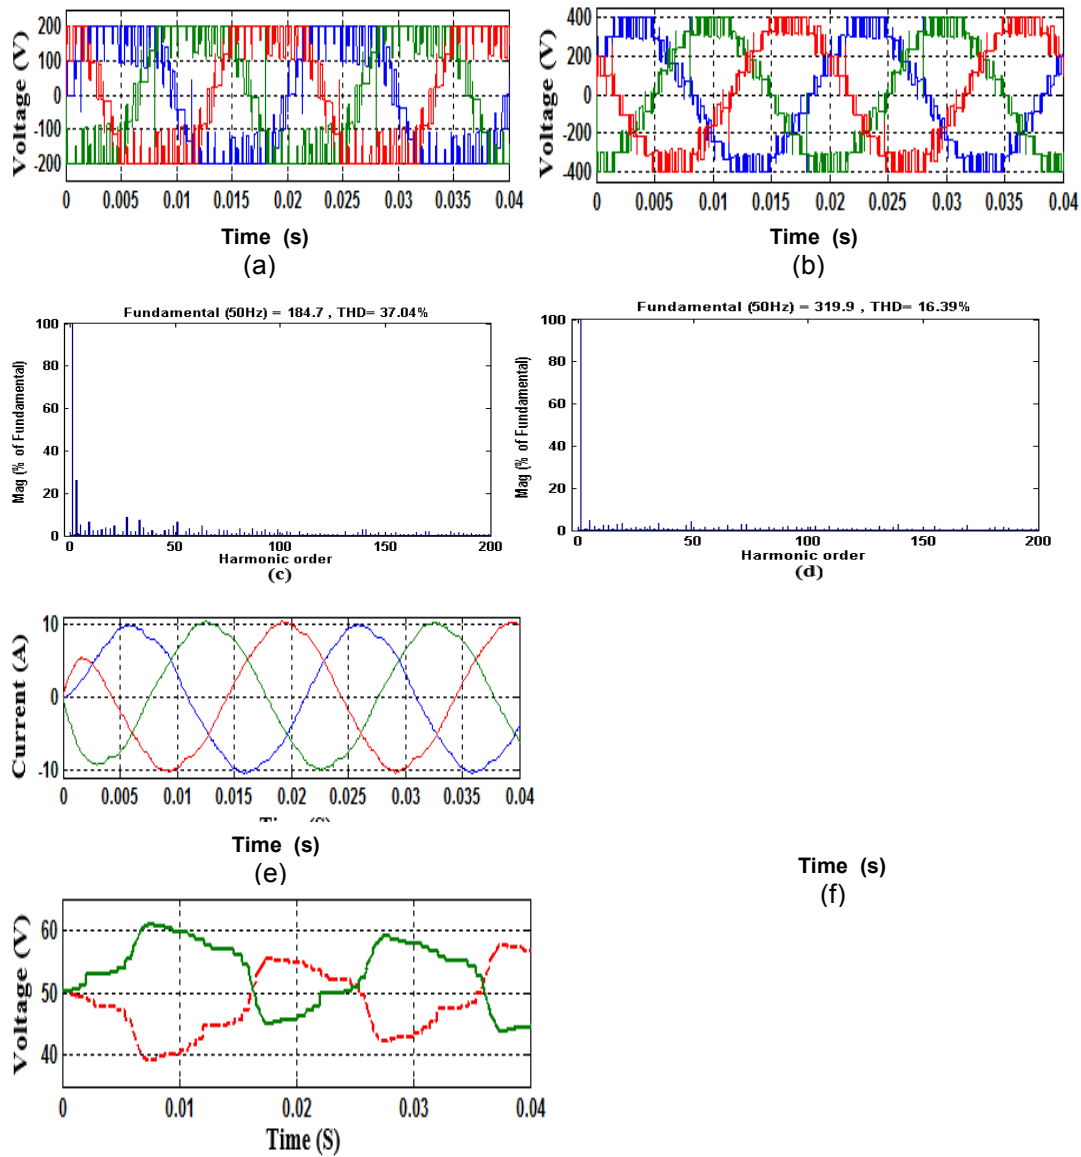 Voltage (V)
200
100
0
-100
-200
0 0.005 0.01 0.015 0.02 0.025 0.03 0.035 0.04
Time (s)
(a)
Voltage (V)
400
200
0
-200
-400
0 0.005 0.01 0.015 0.02 0.025 0.03 0.035 0.04
Time (s)
(b)
Fundamental (50Hz) = 184.7 , THD= 37.04%
Mag (% of Fundamental)
100
80
60
40
20
0
0 50 100 150 200
Harmonic order
(c)
Fundamental (50Hz) = 319.9 , THD= 16.39%
Mag (% of Fundamental)
100
80
60
40
20
0
0 50 100 150 200
Harmonic order
(d)
Current (A)
10
0
-10
0 0.005 0.01 0.015 0.02 0.025 0.03 0.035 0.04
Time (S)
Time (s)
(e)
Time (s)
(f)
Voltage (V)
60
50
40
0 0.01 0.02 0.03 0.04
Time (S)